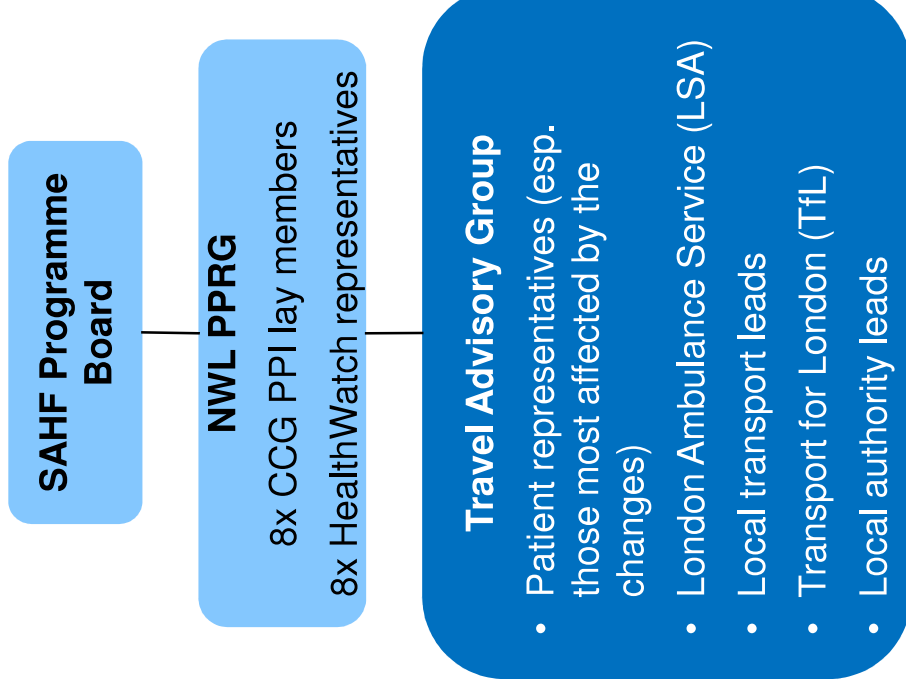 SAHF Programme
Board
NWL PPRG
8x CCG PPI lay members
8x HealthWatch representatives
Travel Advisory Group
• Patient representatives (esp.
those most affected by the
changes)
• London Ambulance Service (LSA)
• Local transport leads
• Transport for London (TfL)
• Local authority leads